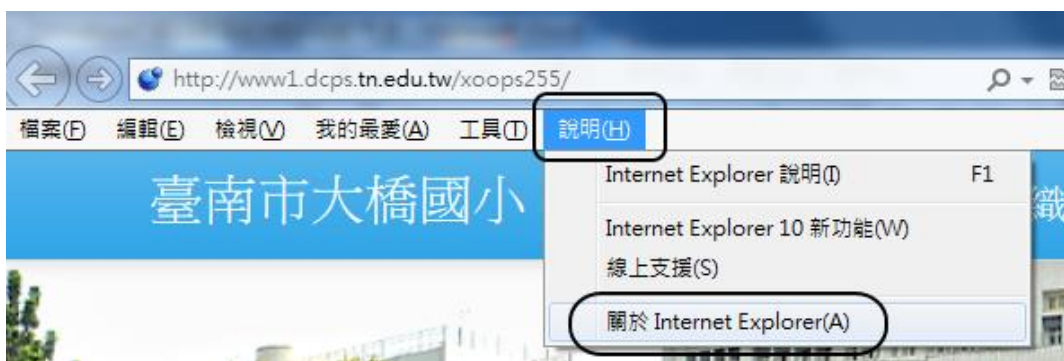 http://www1.dcps.tn.edu.tw/xoops255/
檔案(F) 編輯(E) 檢視(V) 我的最愛(A) 工具(T) 說明(H)
臺南市大橋國小
Internet Explorer 說明(I) F1
Internet Explorer 10 新功能(W)
線上支援(S)
關於 Internet Explorer(A)